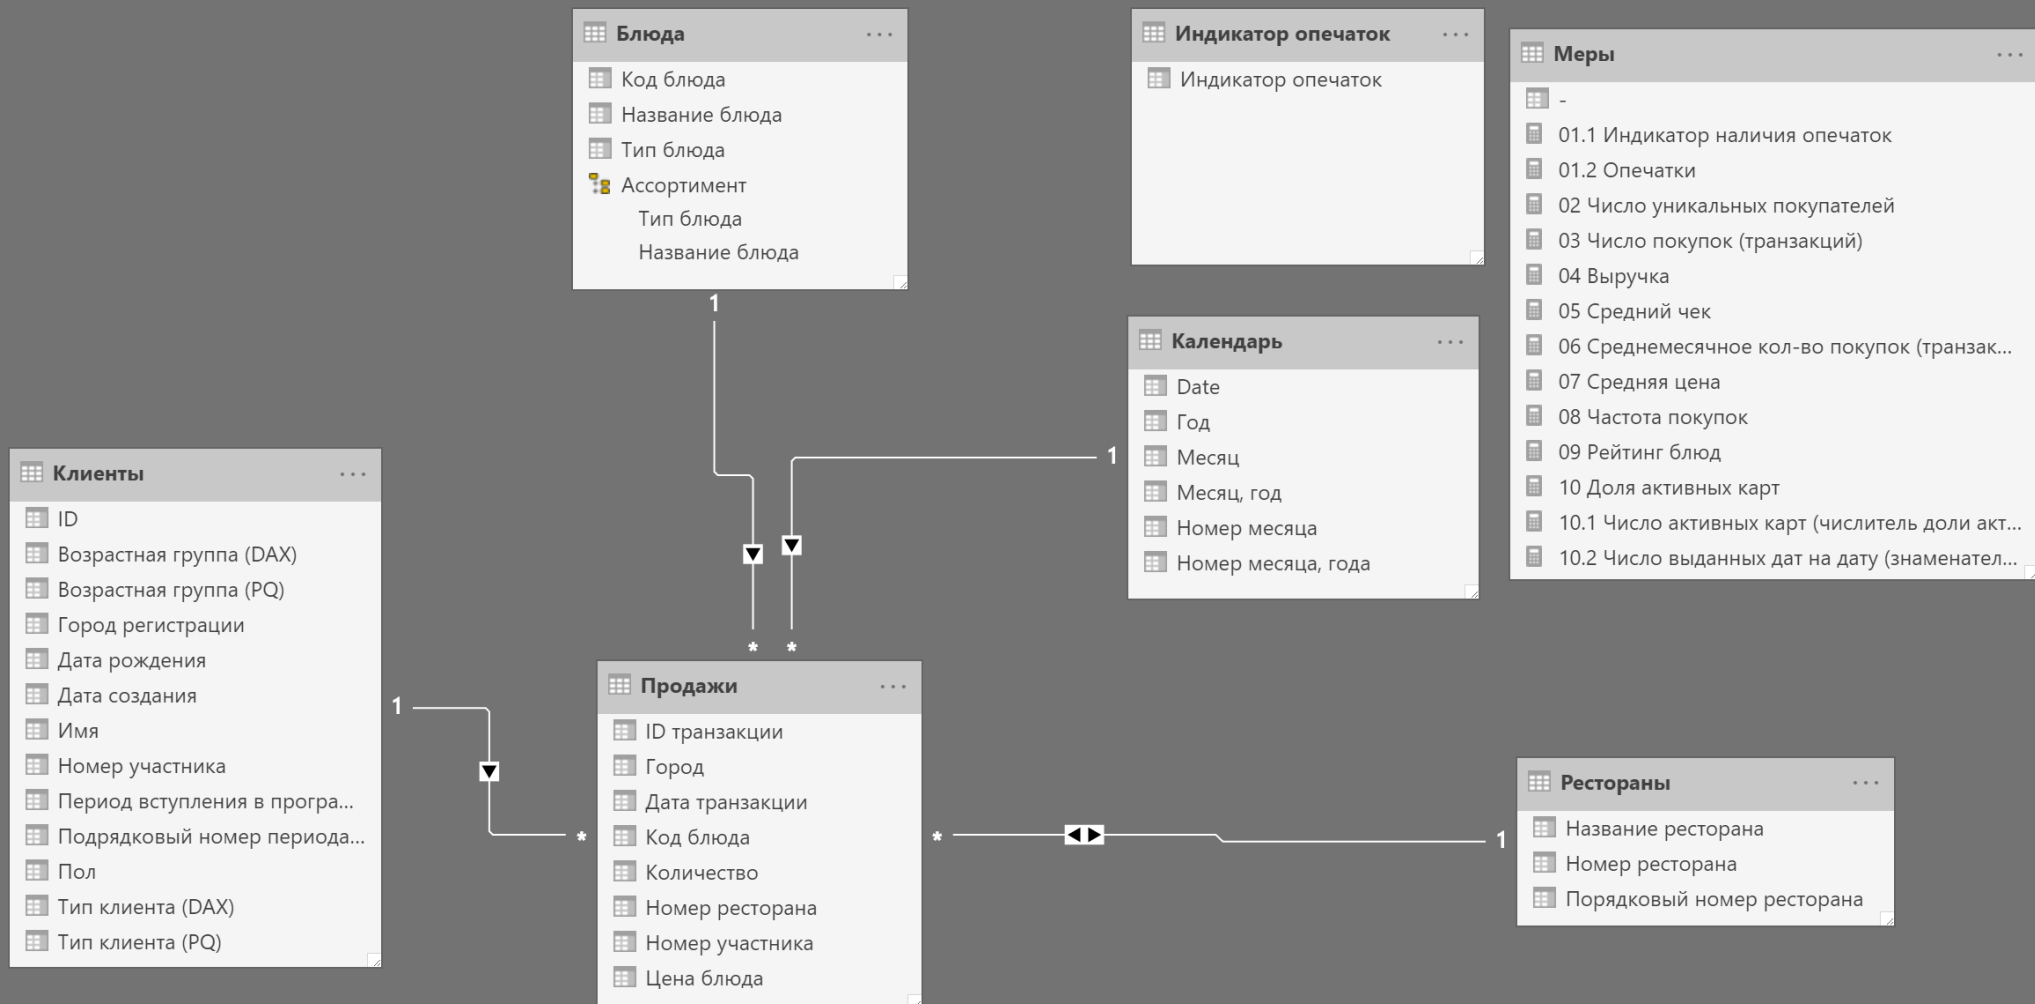 Блюда
Код блюда
Название блюда
Тип блюда
Ассортимент
Тип блюда
Название блюда
Индикатор опечаток
Индикатор опечаток
Меры
-
01.1 Индикатор наличия опечаток
01.2 Опечатки
02 Число уникальных покупателей
03 Число покупок (транзакций)
04 Выручка
05 Средний чек
06 Среднемесячное кол-во покупок (транзак...
07 Средняя цена
08 Частота покупок
09 Рейтинг блюд
10 Доля активных карт
10.1 Число активных карт (числитель доли акт...
10.2 Число выданных дат на дату (знаменател...
Календарь
Date
Год
Месяц
Месяц, год
Номер месяца
Номер месяца, года
Клиенты
ID
Возрастная группа (DAX)
Возрастная группа (PQ)
Город регистрации
Дата рождения
Дата создания
Имя
Номер участника
Период вступления в програ...
Подрядковый номер периода...
Пол
Тип клиента (DAX)
Тип клиента (PQ)
Продажи
ID транзакции
Город
Дата транзакции
Код блюда
Количество
Номер ресторана
Номер участника
Цена блюда
Рестораны
Название ресторана
Номер ресторана
Порядковый номер ресторана
1
*
1
*
1
*
*
1